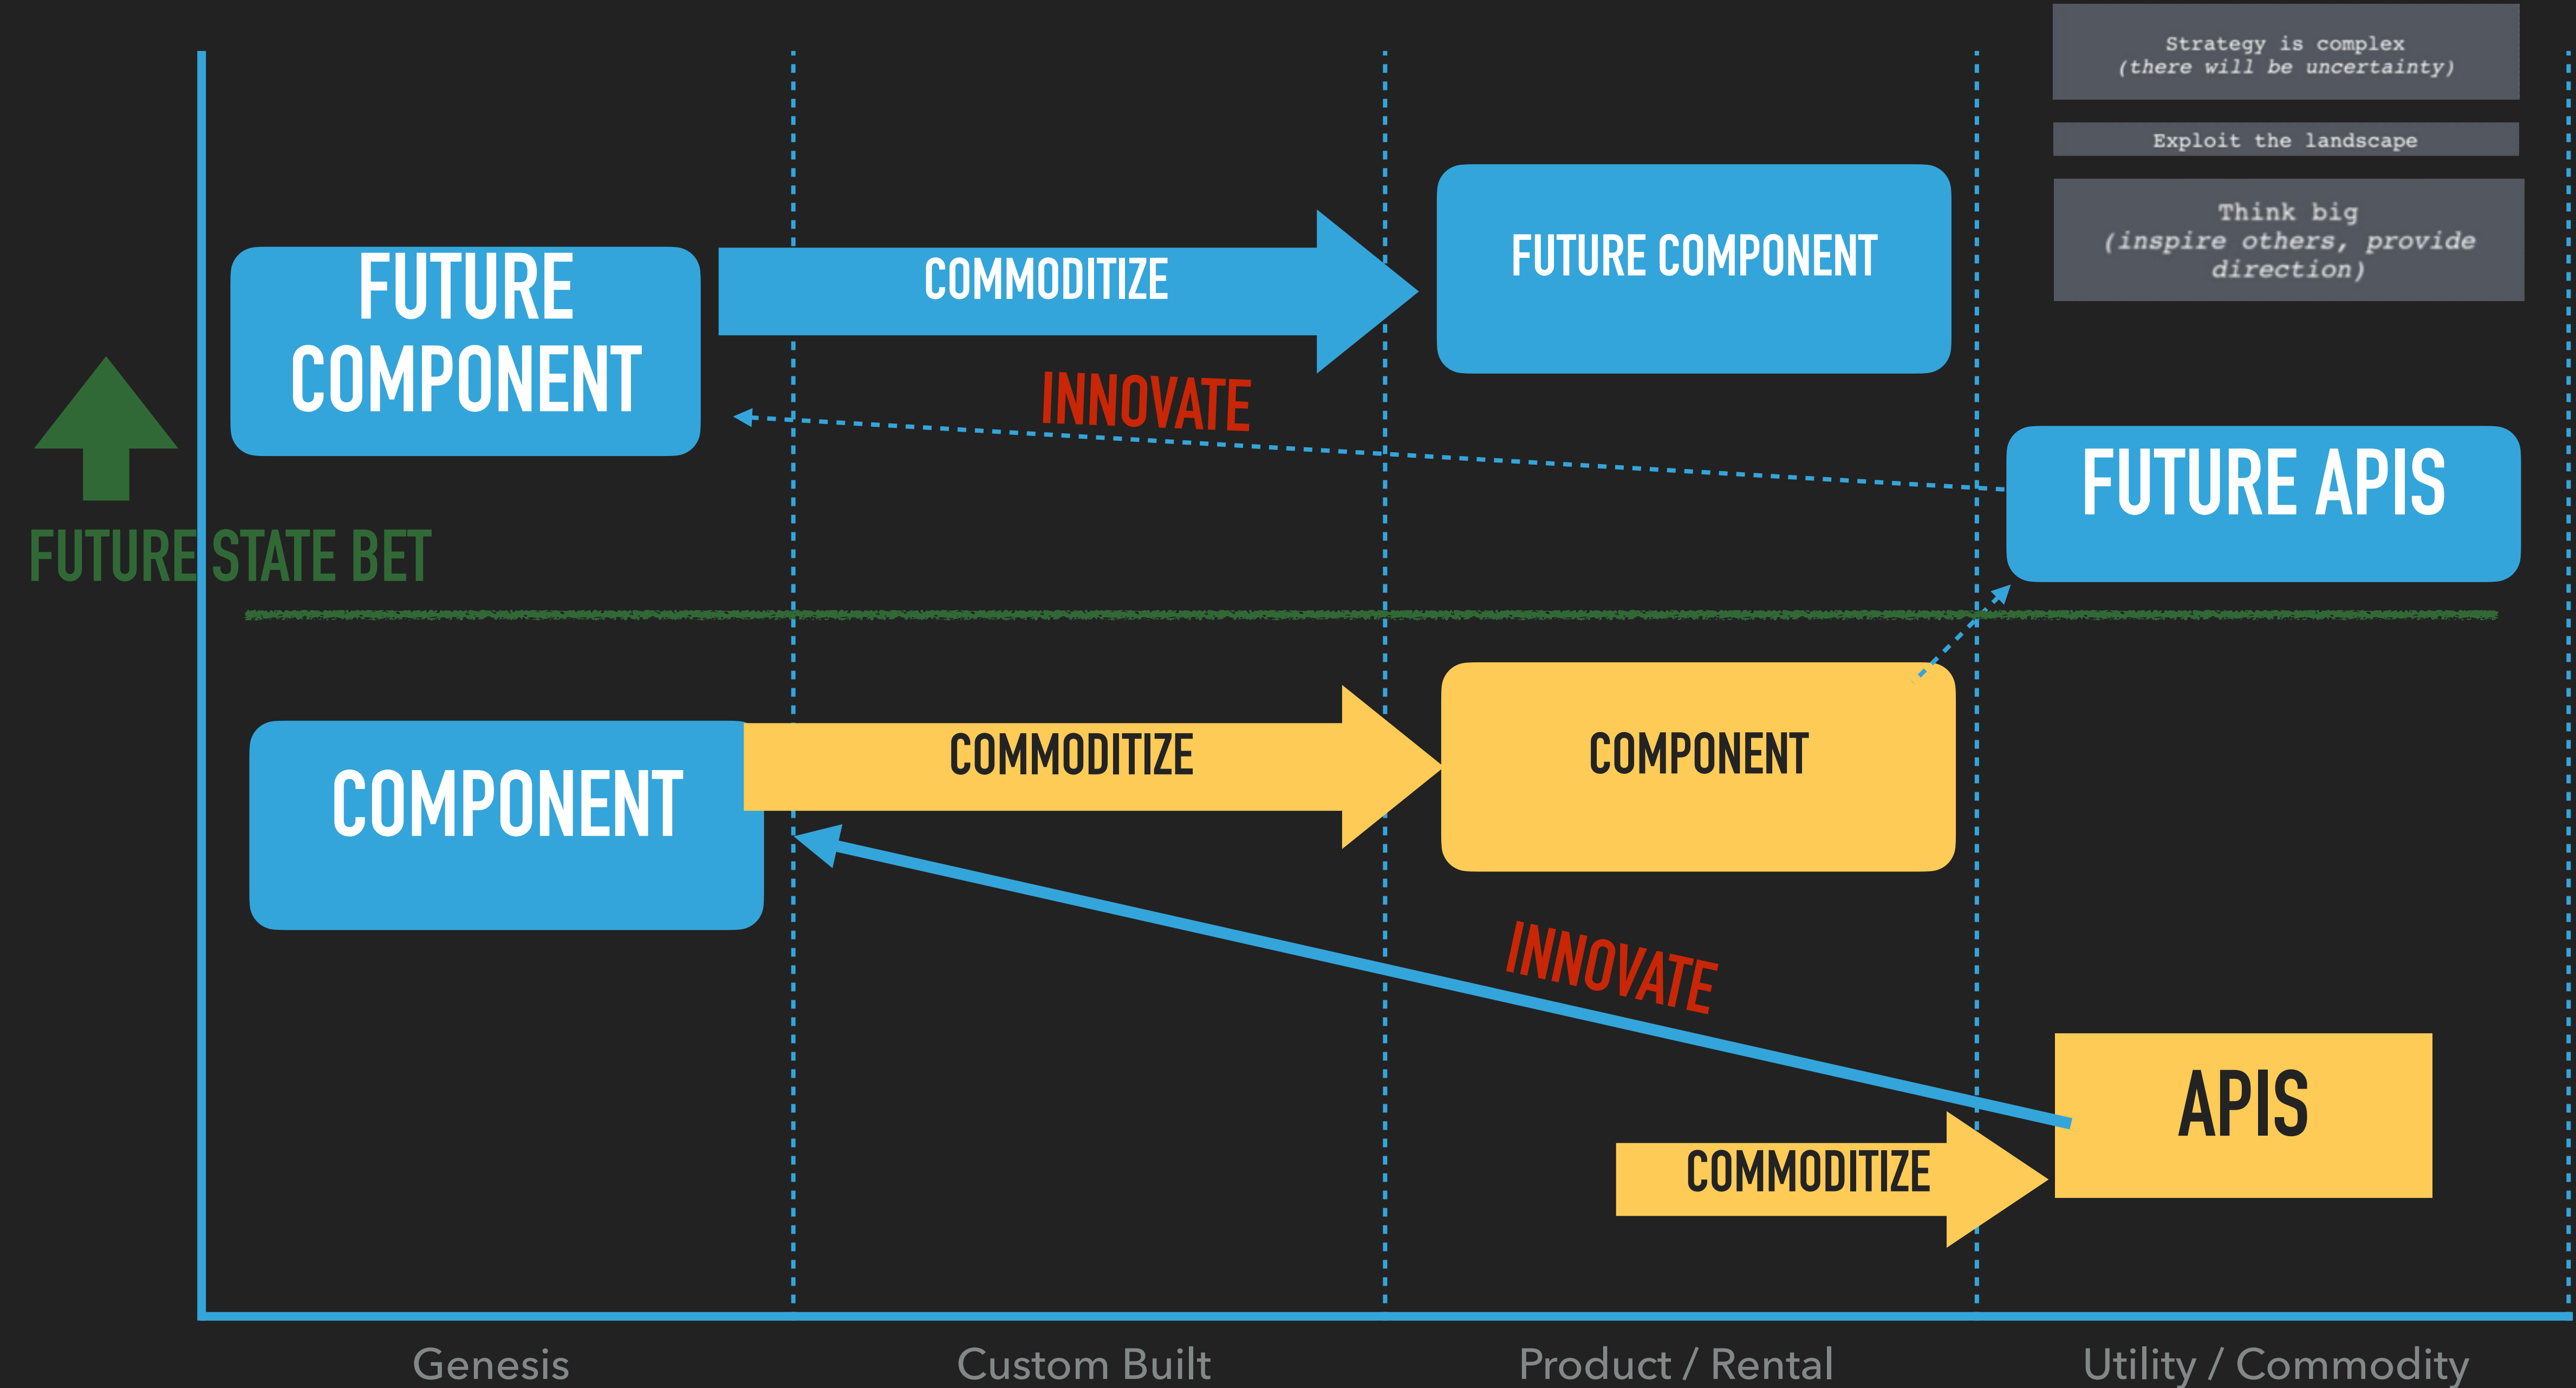 Strategy is complex
(there will be uncertainty)
Exploit the landscape
Think big
(inspire others, provide
direction)
FUTURE
COMPONENT
COMMODITIZE
FUTURE COMPONENT
INNOVATE
FUTURE APIS
FUTURE STATE BET
COMPONENT
COMMODITIZE
COMPONENT
INNOVATE
APIS
COMMODITIZE
Genesis
Custom Built
Product / Rental
Utility / Commodity